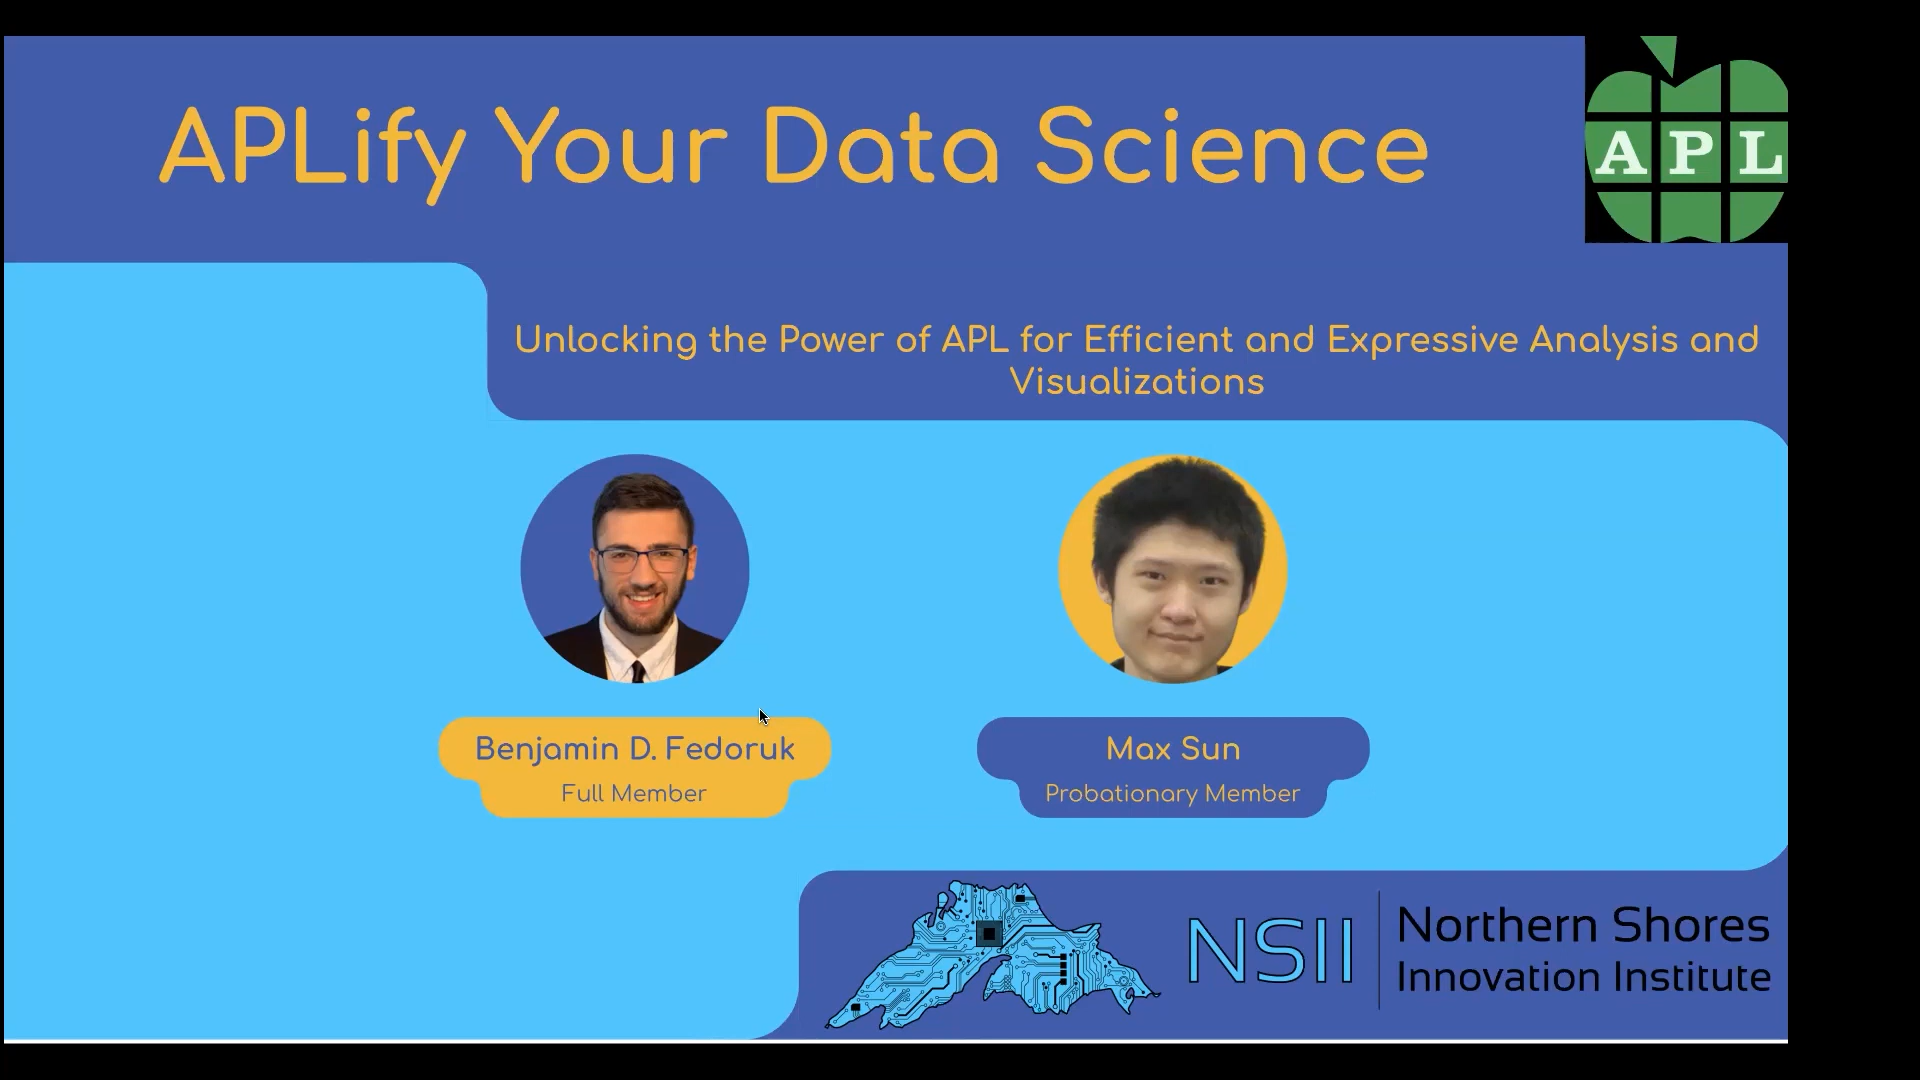 APLify Your Data Science
APL
Unlocking the Power of APL for Efficient and Expressive Analysis and
Visualizations
Benjamin D. Fedoruk
Full Member
Max Sun
Probationary Member
NSII
Northern Shores
Innovation Institute